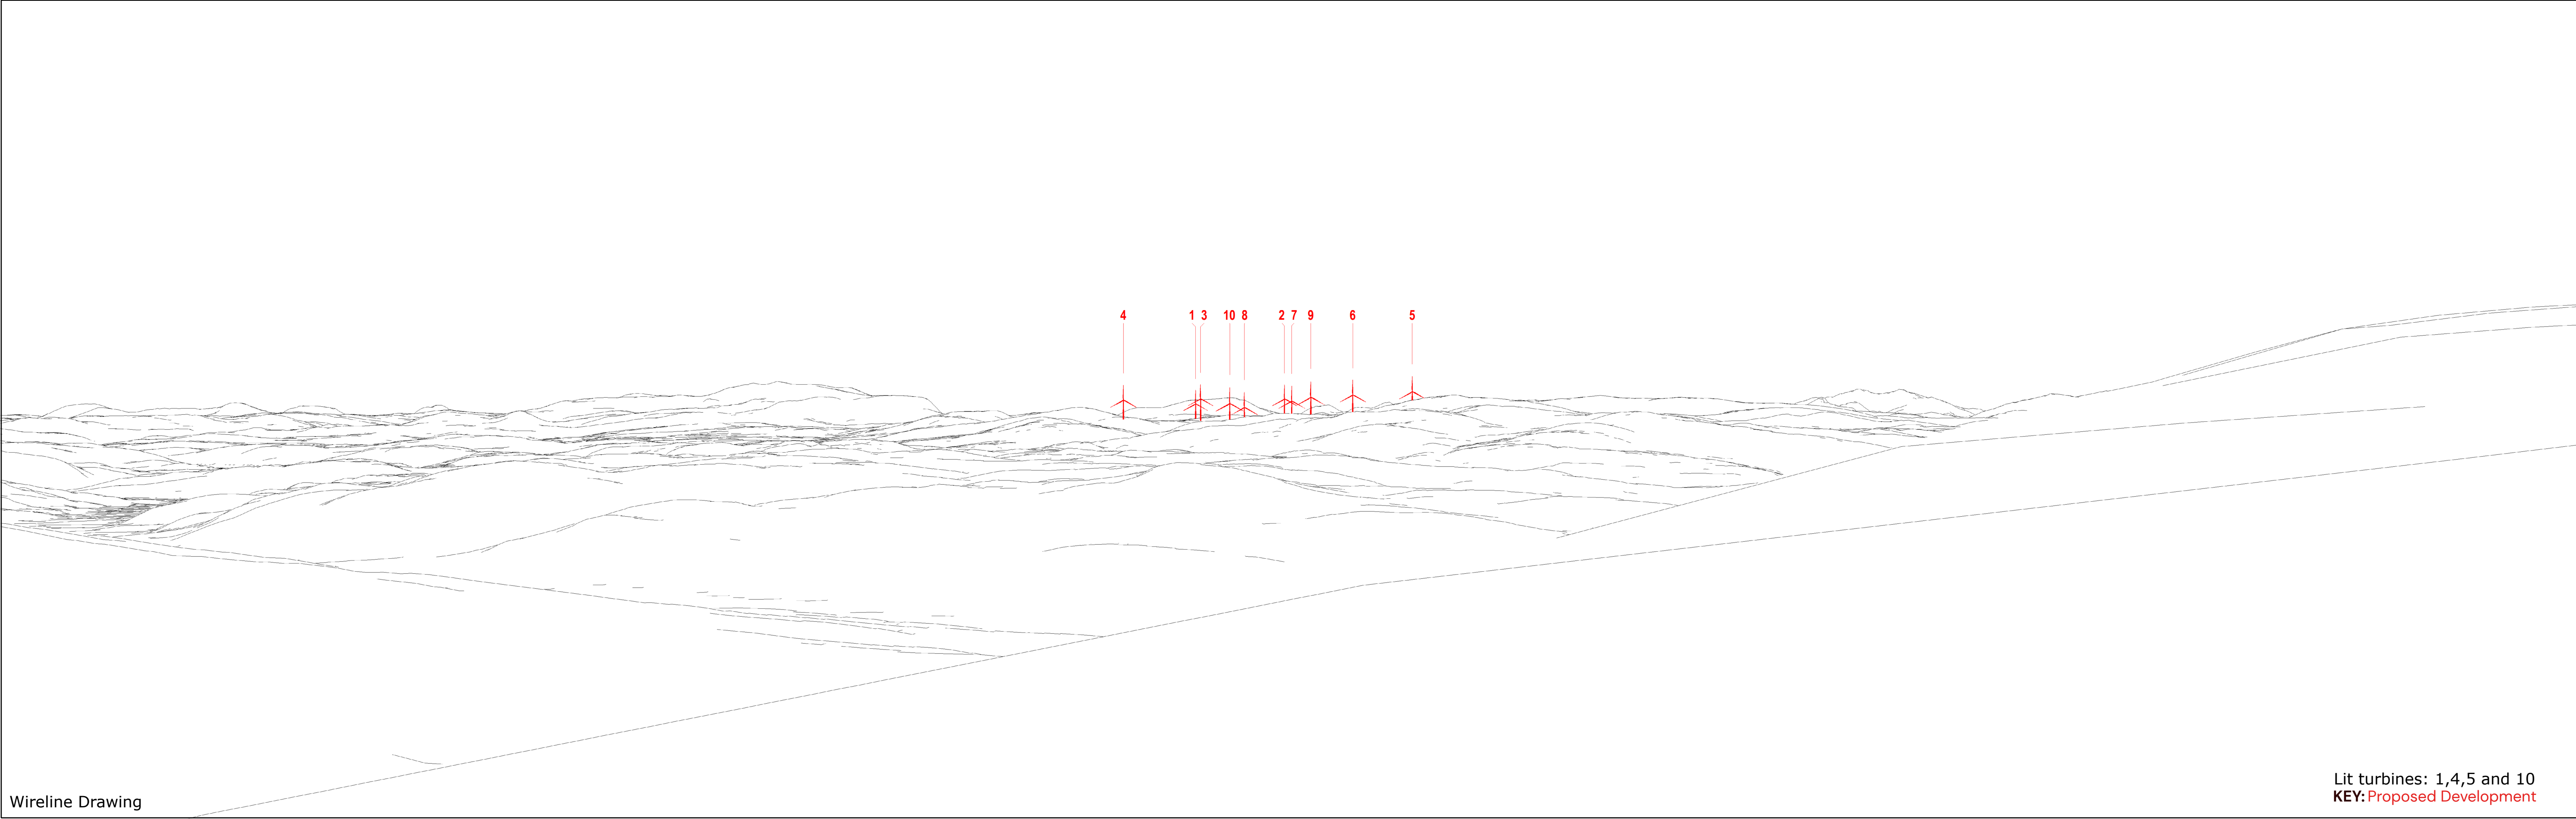 4 1 3 10 8 2 7 9 6 5
Wireline Drawing
Lit turbines: 1,4,5 and 10
KEY: Proposed Development